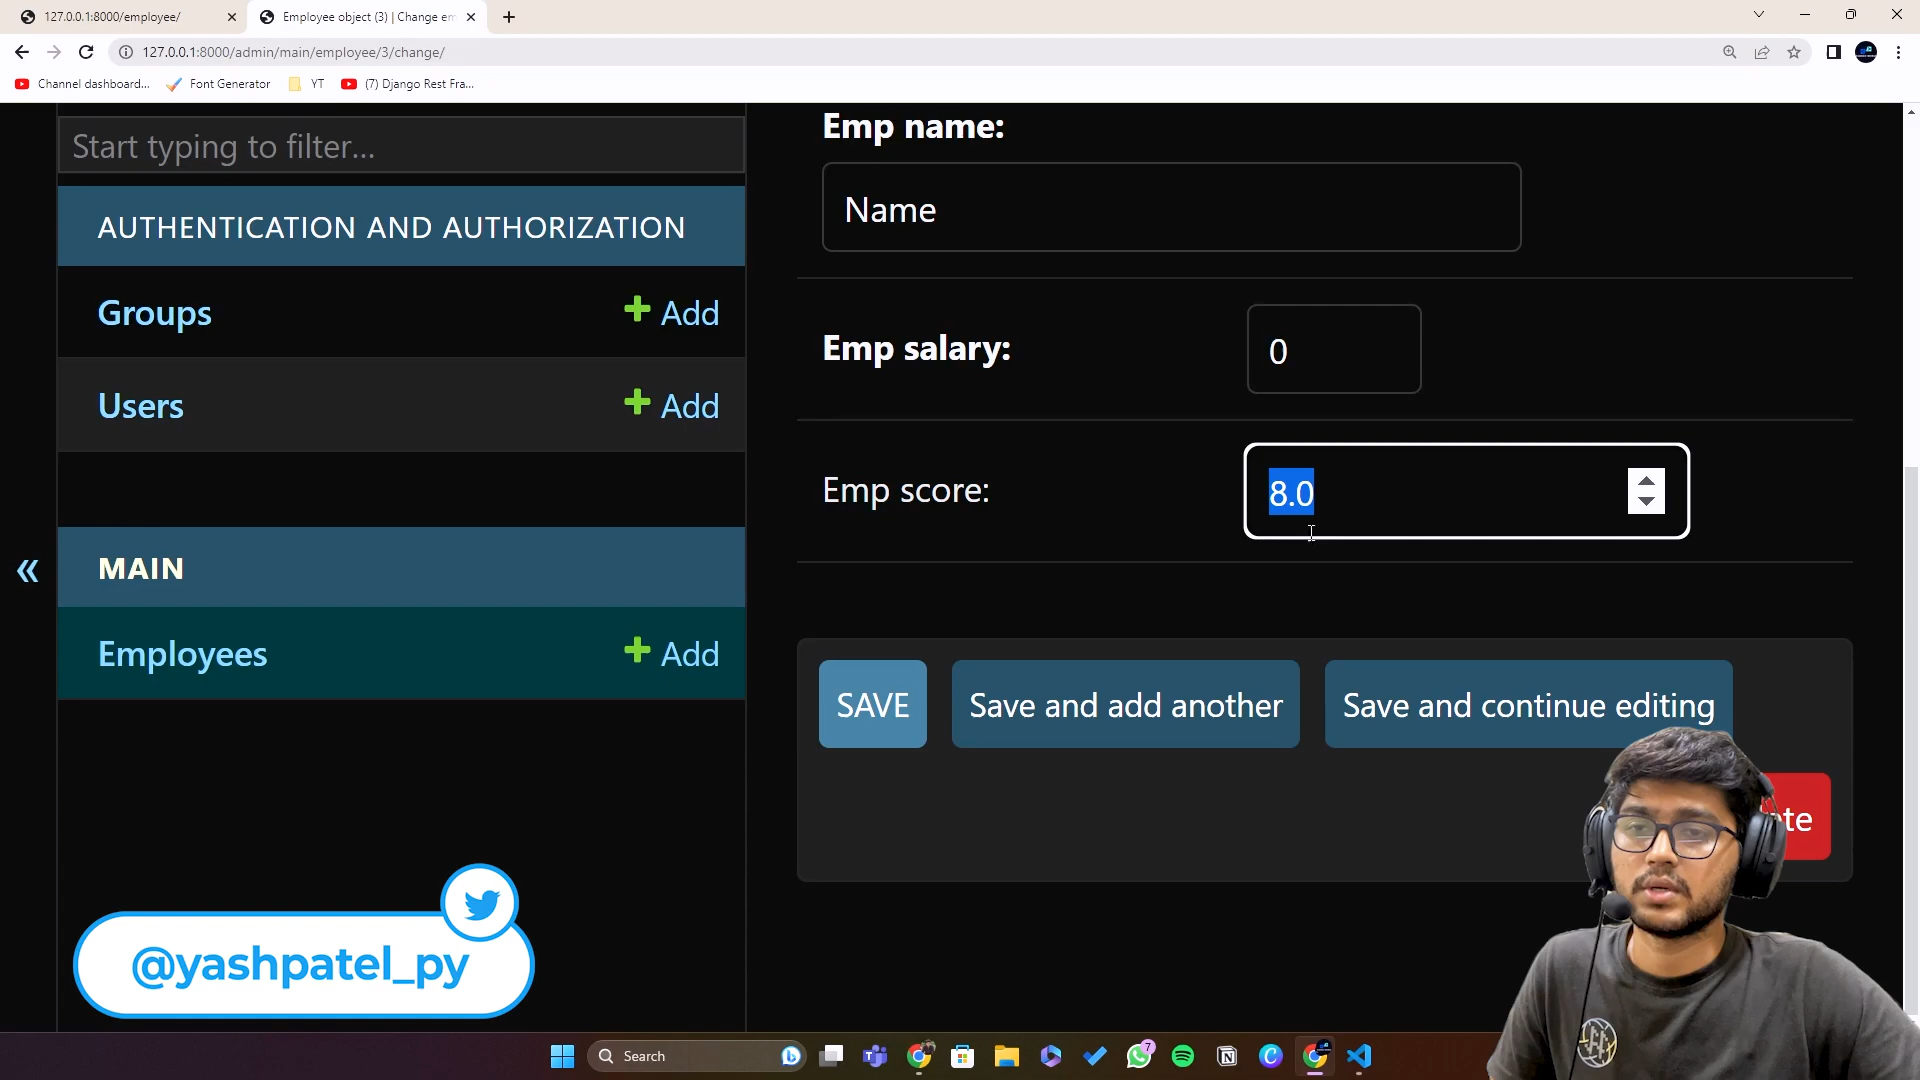 127.0.0.1:8000/employee/
Employee object (3) | Change em
127.0.0.1:8000/admin/main/employee/3/change/
Channel dashboard...
Font Generator
YT
(7) Django Rest Fra...
Start typing to filter...
AUTHENTICATION AND AUTHORIZATION
Groups
Add
Users
Add
MAIN
Employees
Add
Emp name:
Name
Emp salary:
0
Emp score:
8.0
SAVE
Save and add another
Save and continue editing
te
@yashpatel_py
Search
7